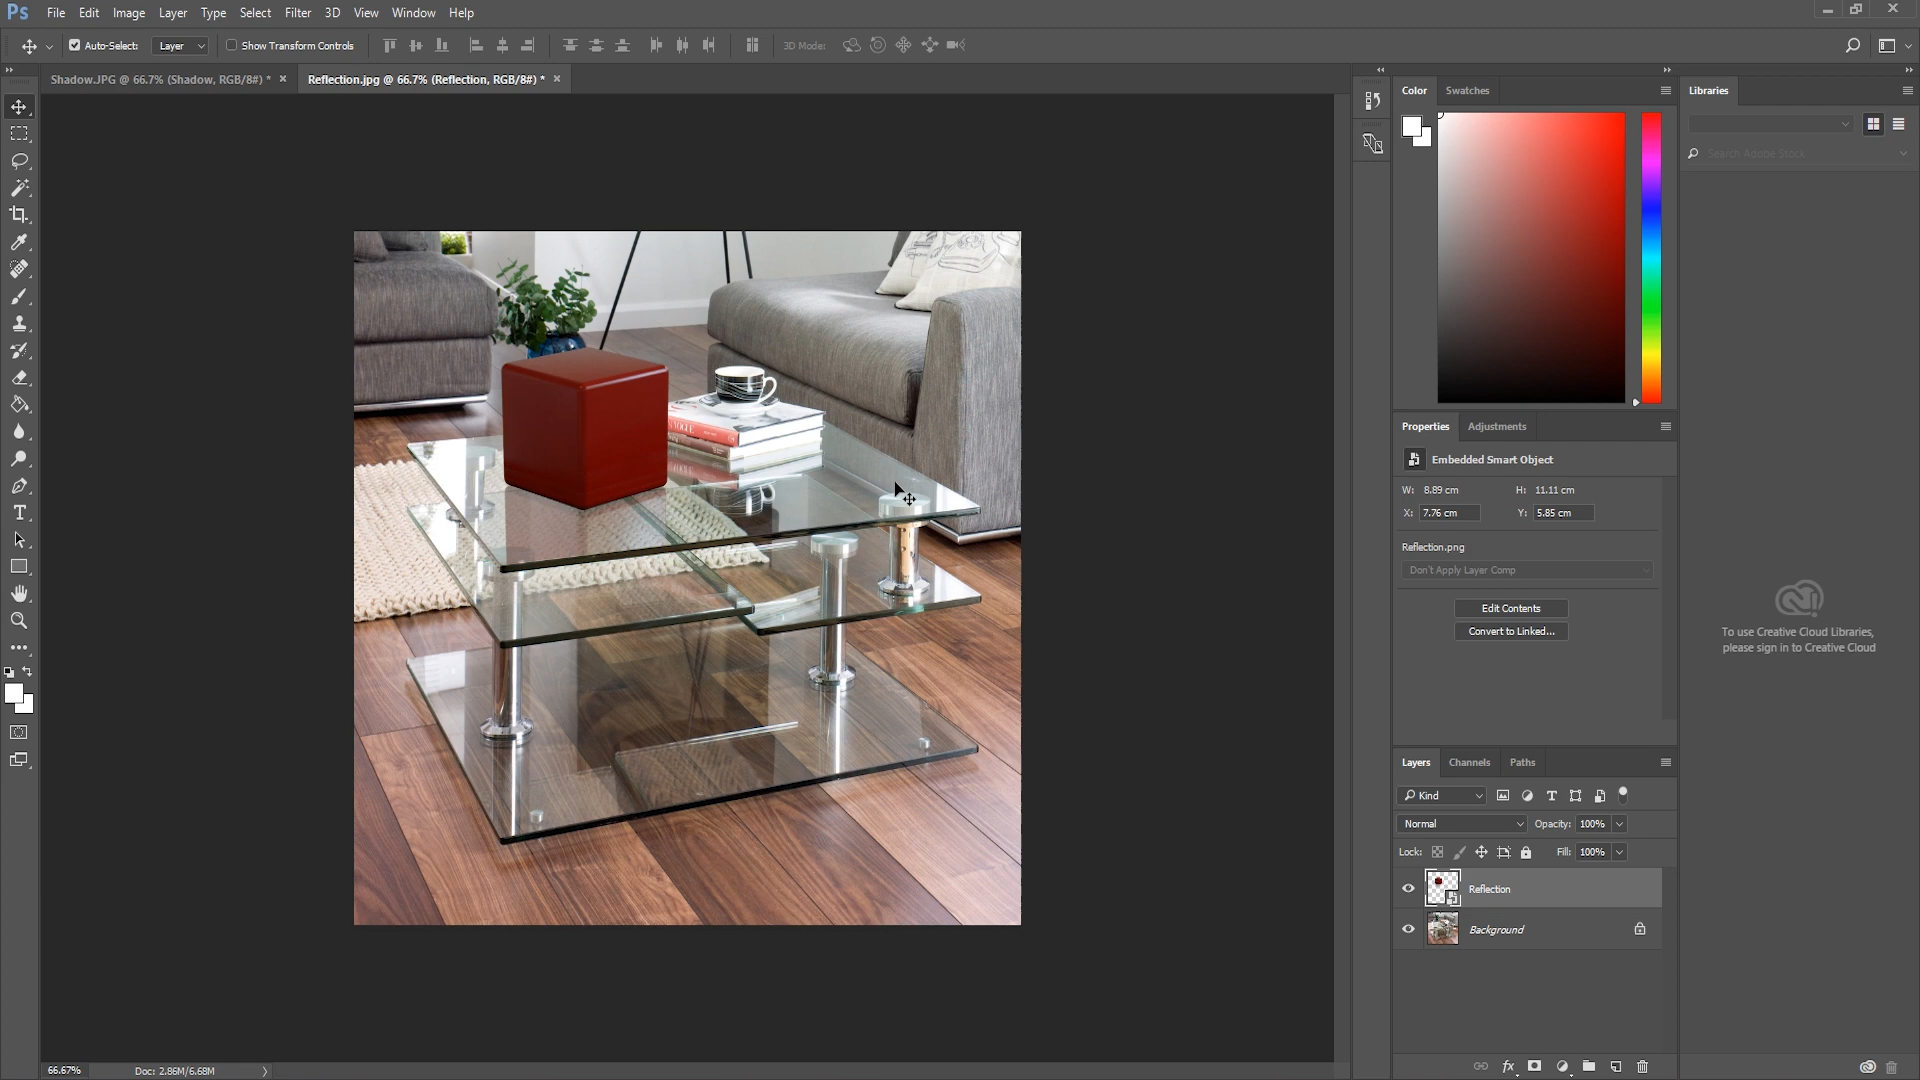 Ps File Edit Image Layer Type Select Filter 3D View Window Help
Auto-Select: Layer Show Transform Controls 3D Mode:
Shadow.JPG @ 66.7% (Shadow, RGB/8#) * Reflection.jpg @ 66.7% (Reflection, RGB/8#) *
Color Swatches
Libraries
Search Adobe Stock
VOGUE
Properties Adjustments
Embedded Smart Object
W: 8.89 cm H: 11.11 cm
X: 7.76 cm Y: 5.85 cm
Reflection.png
Don't Apply Layer Comp
Edit Contents
Convert to Linked...
To use Creative Cloud Libraries,
please sign in to Creative Cloud
Layers Channels Paths
Kind
Normal Opacity: 100%
Lock: Fill: 100%
Reflection
Background
66.67% Doc: 2.86M/6.68M